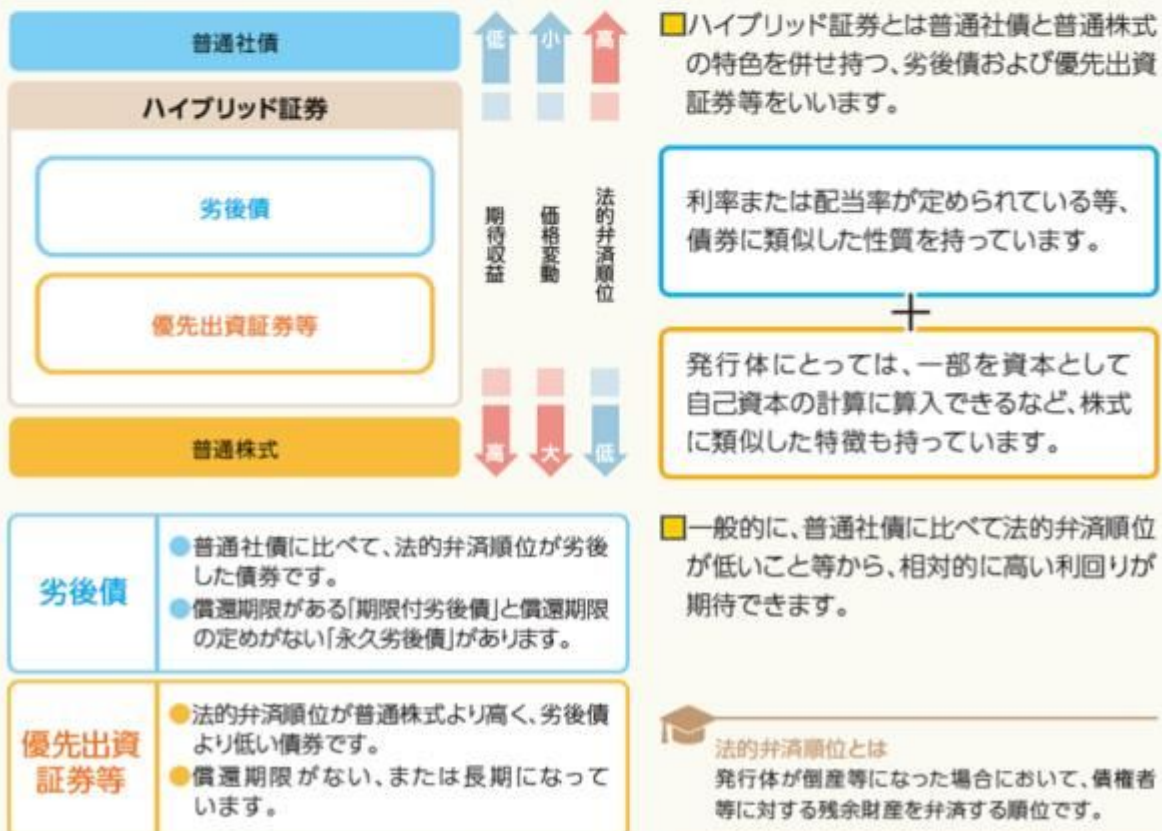 普通社債
ハイブリッド証券
劣後債
優先出資証券等
普通株式
低
小
高
期待収益
価格変動
法的弁済順位
高
大
低
■ハイブリッド証券とは普通社債と普通株式
の特色を併せ持つ、劣後債および優先出資
証券等をいいます。
利率または配当率が定められている等、
債券に類似した性質を持っています。
+
発行体にとっては、一部を資本として
自己資本の計算に算入できるなど、株式
に類似した特徴も持っています。
■一般的に、普通社債に比べて法的弁済順位
が低いこと等から、相対的に高い利回りが
期待できます。
劣後債
●普通社債に比べて、法的弁済順位が劣後
した債券です。
●償還期限がある「期限付劣後債」と償還期限
の定めがない「永久劣後債」があります。
優先出資
証券等
●法的弁済順位が普通株式より高く、劣後債
より低い債券です。
●償還期限がない、または長期になって
います。
法的弁済順位とは
発行体が倒産等になった場合において、債権者
等に対する残余財産を弁済する順位です。